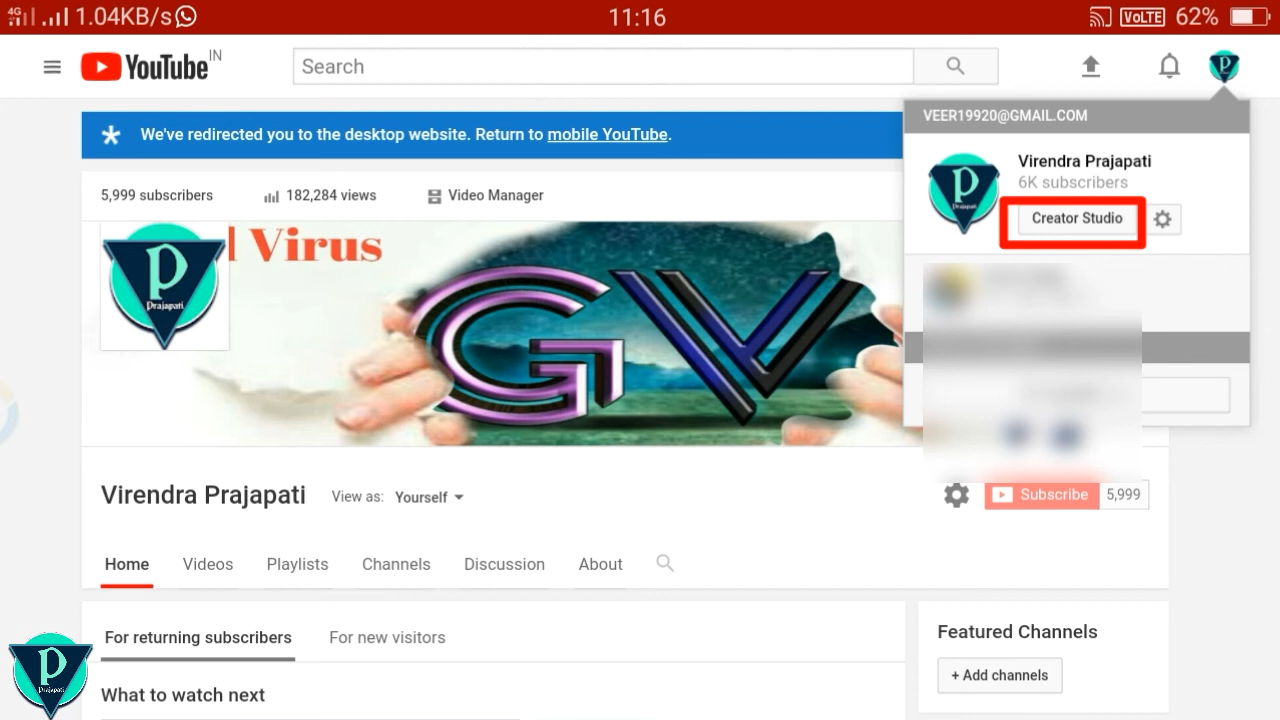 4G 1.04KB/s 11:16 VoLTE 62%
YouTube IN Search
VEER19920@GMAIL.COM
We've redirected you to the desktop website. Return to mobile YouTube.
Virendra Prajapati
6K subscribers
5,999 subscribers 182,284 views Video Manager
Creator Studio
l Virus
P
Prajapati
GV
P
Prajapati
Virendra Prajapati View as: Yourself
Subscribe 5,999
Home Videos Playlists Channels Discussion About
For returning subscribers For new visitors
Featured Channels
+ Add channels
What to watch next
P
Prajapati